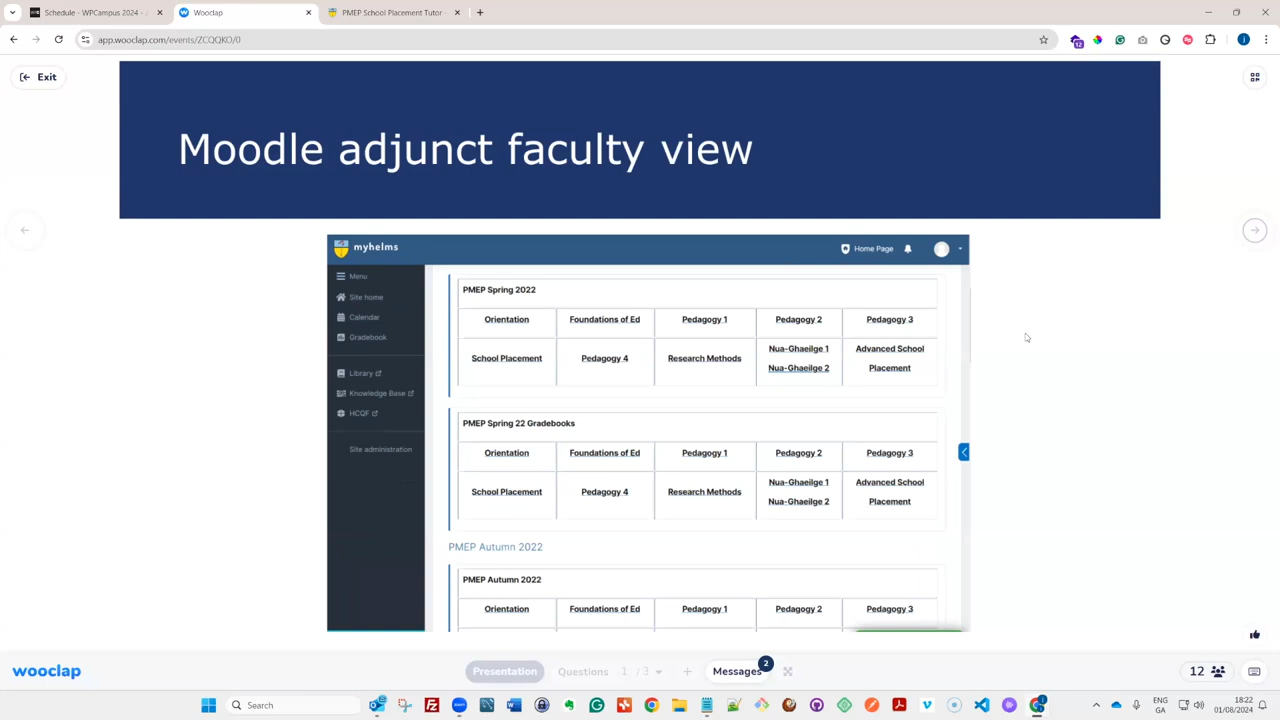 Schedule - WPCampus 2024 -
Wooclap
PMEP School Placement Tutor -
app.wooclap.com/events/ZCQQKO/0
12
Exit
Moodle adjunct faculty view
myhelms
Home Page
Menu
Site home
Calendar
Gradebook
Library
Knowledge Base
HCQF
Site administration
PMEP Spring 2022
Orientation Foundations of Ed Pedagogy 1 Pedagogy 2 Pedagogy 3
School Placement Pedagogy 4 Research Methods Nua-Ghaeilge 1 Advanced School
Nua-Ghaeilge 2 Placement
PMEP Spring 22 Gradebooks
Orientation Foundations of Ed Pedagogy 1 Pedagogy 2 Pedagogy 3
School Placement Pedagogy 4 Research Methods Nua-Ghaeilge 1 Advanced School
Nua-Ghaeilge 2 Placement
PMEP Autumn 2022
PMEP Autumn 2022
Orientation Foundations of Ed Pedagogy 1 Pedagogy 2 Pedagogy 3
wooclap
Presentation
Questions 1 / 3
Messages 2
12
Search
ENG
GA
18:22
01/08/2024